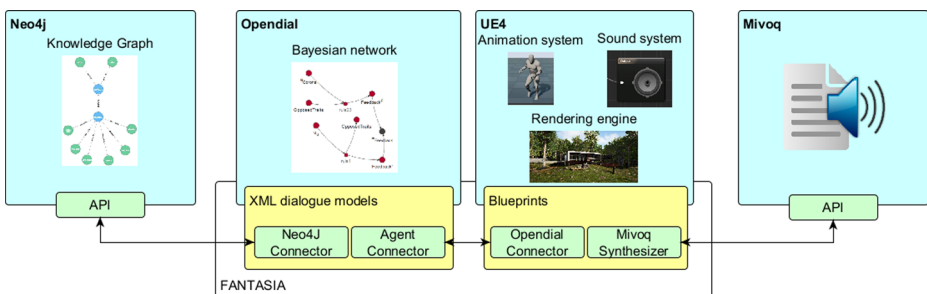 Neo4j
Knowledge Graph
API
Opendial
Bayesian network
XML dialogue models
Neo4J
Connector
Agent
Connector
UE4
Animation system
Sound system
Rendering engine
Blueprints
Opendial
Connector
Mivoq
Synthesizer
Mivoq
API
FANTASIA